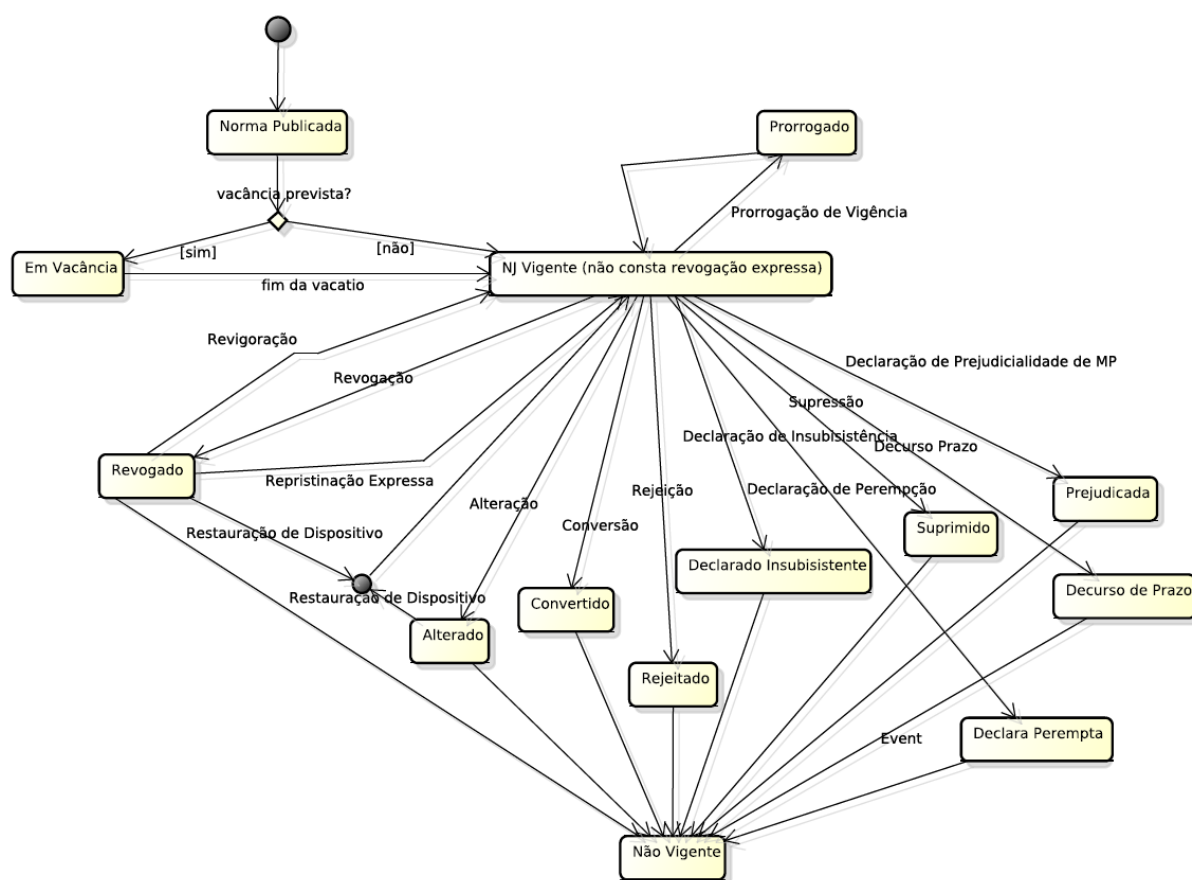 Norma Publicada
Prorrogado
vacância prevista?
Prorrogação de Vigência
[sim]
[não]
Em Vacância
NJ Vigente (não consta revogação expressa)
fim da vacatio
Revigoração
Declaração de Prejudicialidade de MP
Revogação
Supressão
Declaração de Insubisistência
Decurso Prazo
Revogado
Repristinação Expressa
Declaração de Perempção
Rejeição
Prejudicada
Alteração
Conversão
Suprimido
Restauração de Dispositivo
Declarado Insubisistente
Decurso de Prazo
Restauração de Dispositivo
Convertido
Alterado
Rejeitado
Event
Declara Perempta
Não Vigente